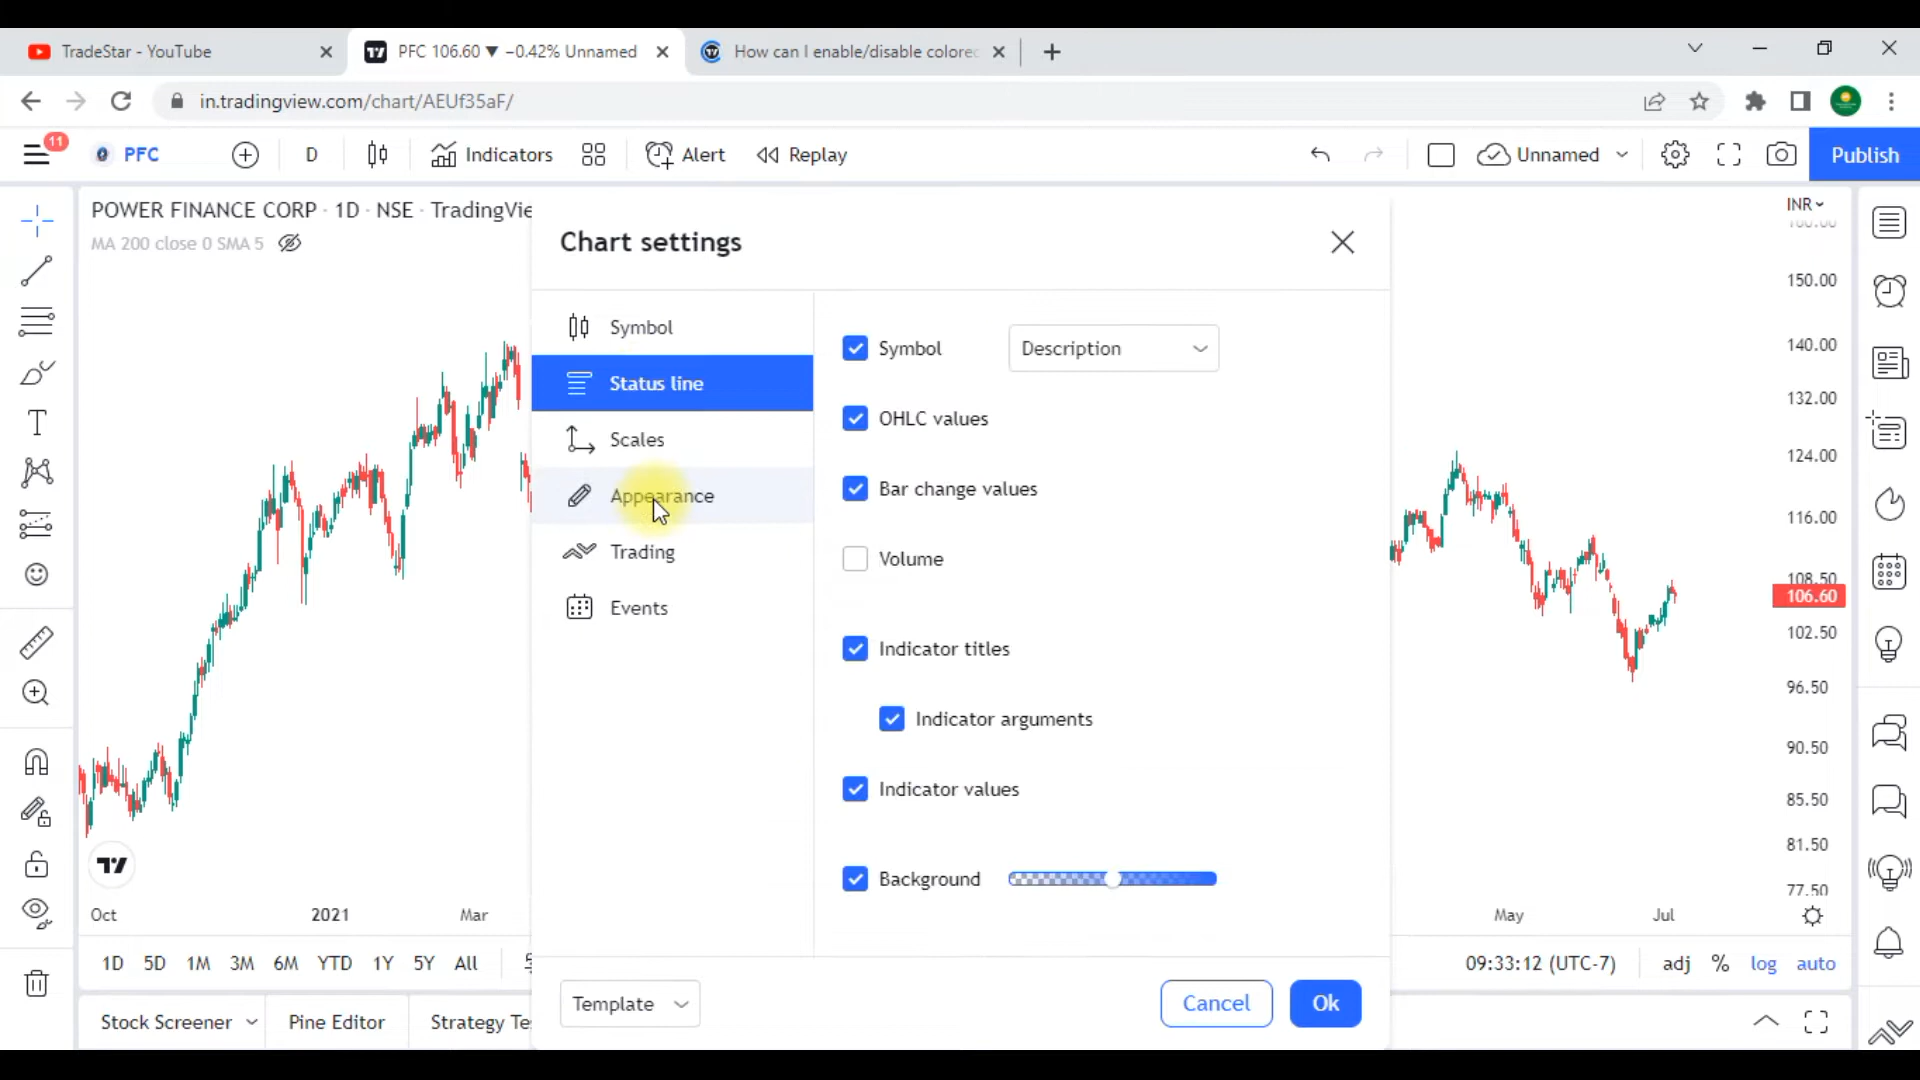 TradeStar - YouTube
PFC 106.60 ▼ −0.42% Unnamed
How can I enable/disable colored
in.tradingview.com/chart/AEUf35aF/
11
PFC
D
Indicators
Alert
Replay
Unnamed
Publish
POWER FINANCE CORP · 1D · NSE · TradingVie
MA 200 close 0 SMA 5
INR
Chart settings
Symbol
Status line
Scales
Appearance
Trading
Events
Symbol
Description
OHLC values
Bar change values
Volume
Indicator titles
Indicator arguments
Indicator values
Background
Template
Cancel
Ok
160.00
150.00
140.00
132.00
124.00
116.00
108.50
106.60
102.50
96.50
90.50
85.50
81.50
77.50
Oct
2021
Mar
May
Jul
1D
5D
1M
3M
6M
YTD
1Y
5Y
All
09:33:12 (UTC-7)
adj
%
log
auto
Stock Screener
Pine Editor
Strategy Te